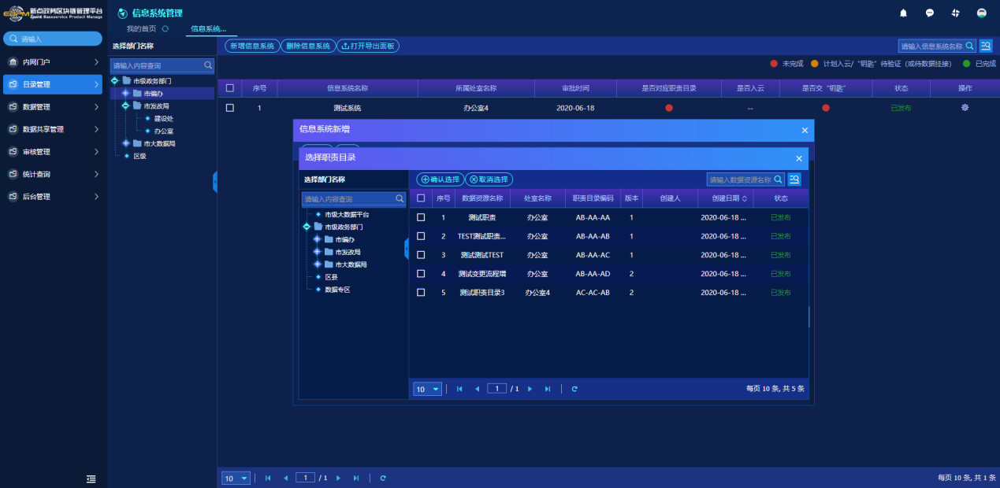 新点政务区块链管理平台
Epoint Baseservice Product Manage
请输入
内网门户
目录管理
数据管理
数据共享管理
审核管理
统计查询
后台管理
信息系统管理
我的首页
信息系统...
选择部门名称
请输入内容查询
市级政务部门
市编办
市发改局
建设处
办公室
市大数据局
区级
新增信息系统
删除信息系统
打开导出面板
请输入信息系统名称
未完成 计划入云/“钥匙”待验证（或待数据挂接） 已完成
序号 信息系统名称 所属处室名称 审批时间 是否对应职责目录 是否入云 是否交“钥匙” 状态 操作
1 测试系统 办公室4 2020-06-18 -- 已发布
信息系统新增
选择职责目录
选择部门名称
请输入内容查询
市级大数据平台
市级政务部门
市编办
市发改局
市大数据局
区县
数据专区
确认选择
取消选择
请输入数据资源名称
序号 数据资源名称 处室名称 职责目录编码 版本 创建人 创建日期 状态
1 测试职责 办公室 AB-AA-AA 1 2020-06-18 ... 已发布
2 TEST测试职责... 办公室 AB-AA-AB 1 2020-06-18 ... 已发布
3 测试测试TEST 办公室 AB-AA-AC 1 2020-06-18 ... 已发布
4 测试变更流程增 办公室 AB-AA-AD 2 2020-06-18 ... 已发布
5 测试职责目录3 办公室4 AC-AC-AB 2 2020-06-18 ... 已发布
10 1 / 1 每页 10 条, 共 5 条
10 1 / 1 每页 10 条, 共 1 条